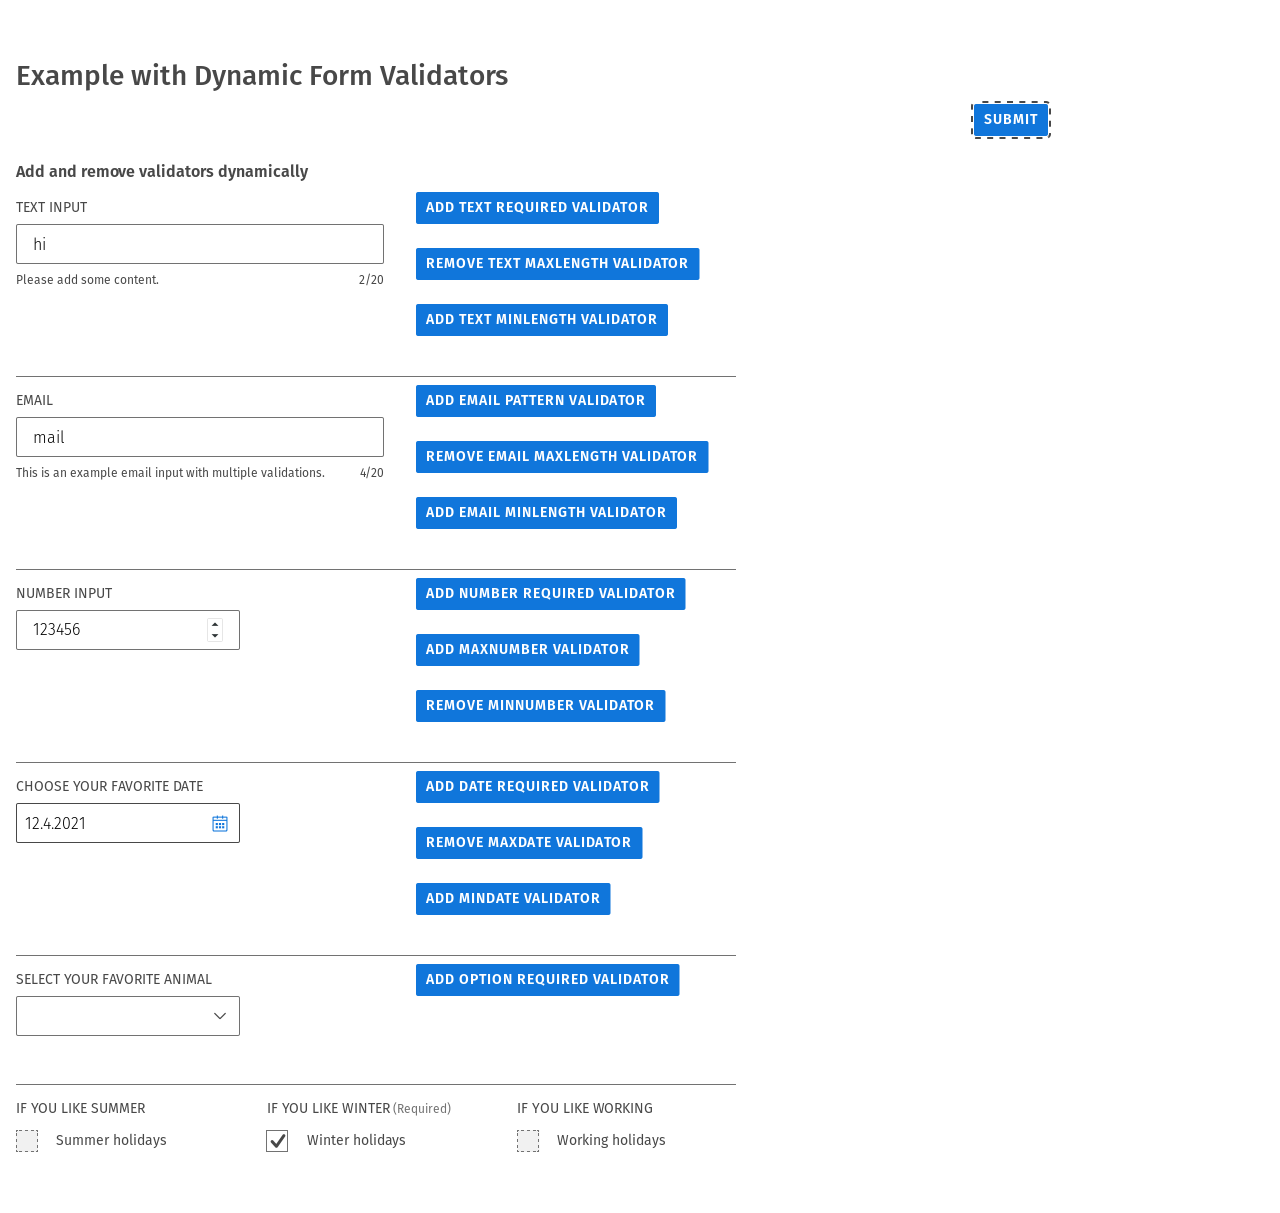 Example with Dynamic Form Validators
SUBMIT
Add and remove validators dynamically
TEXT INPUT
ADD TEXT REQUIRED VALIDATOR
hi
REMOVE TEXT MAXLENGTH VALIDATOR
Please add some content. 2/20
ADD TEXT MINLENGTH VALIDATOR
EMAIL
ADD EMAIL PATTERN VALIDATOR
mail
REMOVE EMAIL MAXLENGTH VALIDATOR
This is an example email input with multiple validations. 4/20
ADD EMAIL MINLENGTH VALIDATOR
NUMBER INPUT
ADD NUMBER REQUIRED VALIDATOR
123456
ADD MAXNUMBER VALIDATOR
REMOVE MINNUMBER VALIDATOR
CHOOSE YOUR FAVORITE DATE
ADD DATE REQUIRED VALIDATOR
12.4.2021
REMOVE MAXDATE VALIDATOR
ADD MINDATE VALIDATOR
SELECT YOUR FAVORITE ANIMAL
ADD OPTION REQUIRED VALIDATOR
IF YOU LIKE SUMMER
IF YOU LIKE WINTER (Required)
IF YOU LIKE WORKING
Summer holidays
Winter holidays
Working holidays